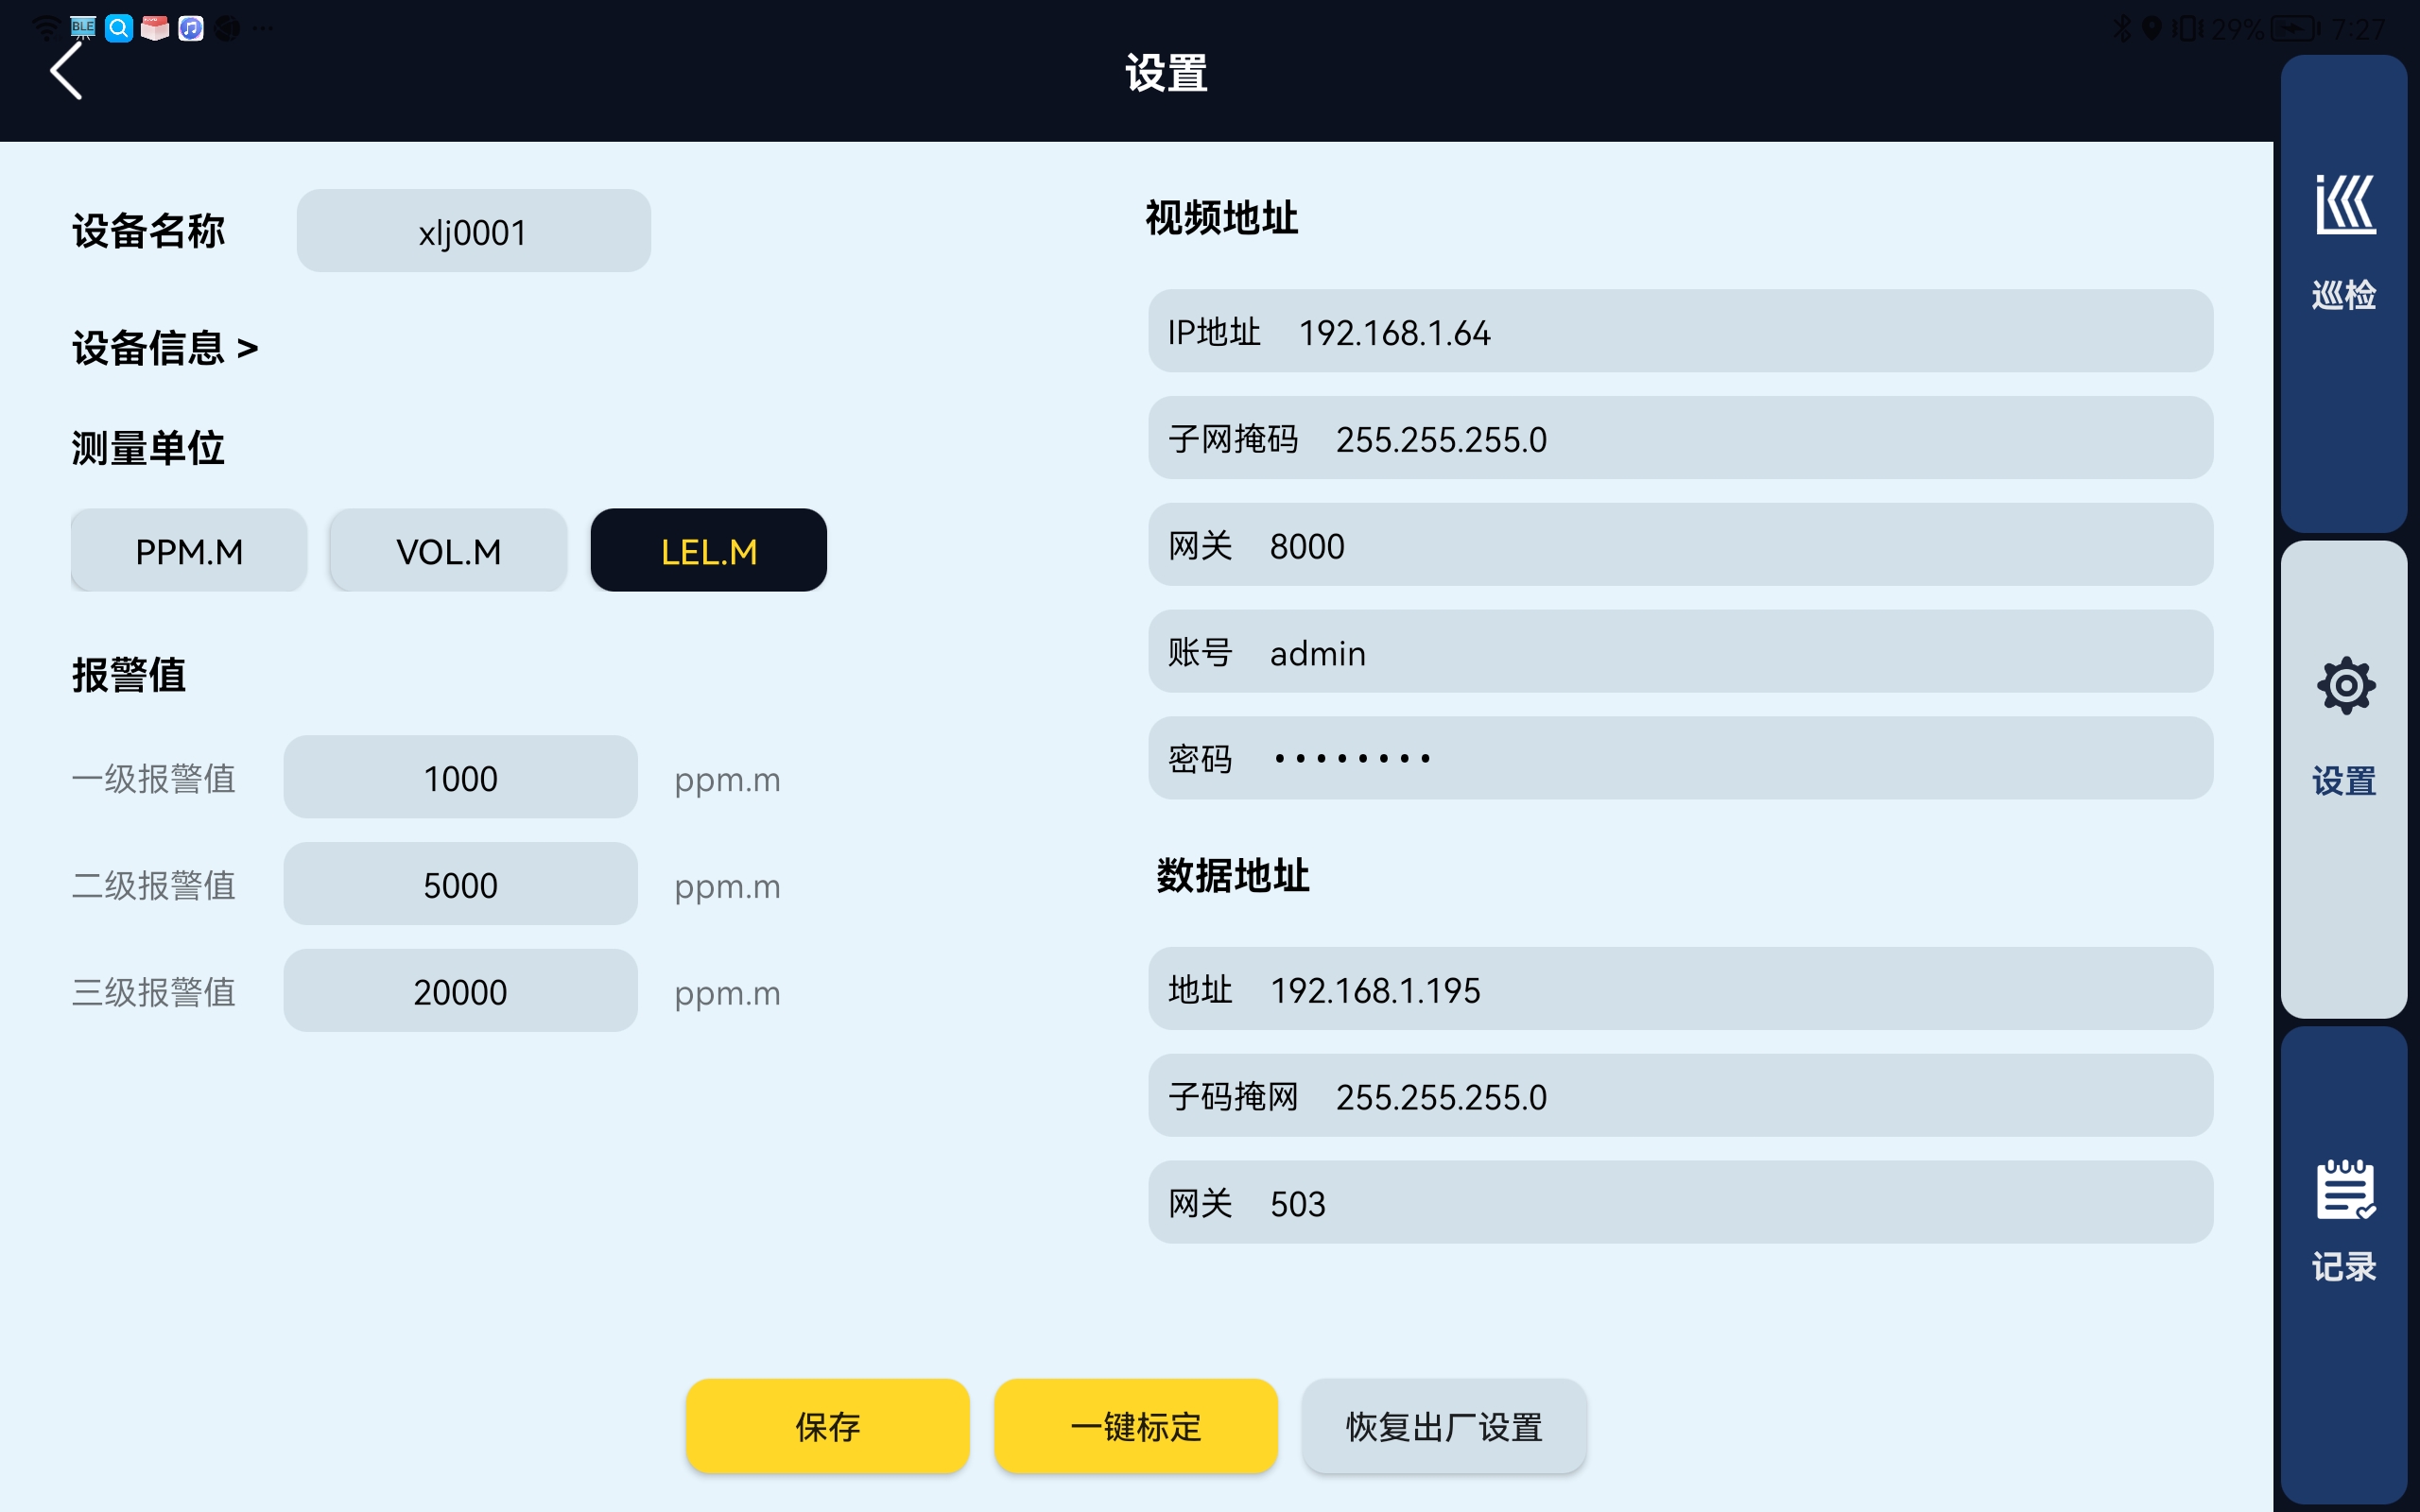 BLE
29%
7:27
设置
设备名称
xlj0001
设备信息 >
测量单位
PPM.M
VOL.M
LEL.M
报警值
一级报警值 1000 ppm.m
二级报警值 5000 ppm.m
三级报警值 20000 ppm.m
视频地址
IP地址 192.168.1.64
子网掩码 255.255.255.0
网关 8000
账号 admin
密码 ••••••••
数据地址
地址 192.168.1.195
子码掩网 255.255.255.0
网关 503
保存
一键标定
恢复出厂设置
巡检
设置
记录